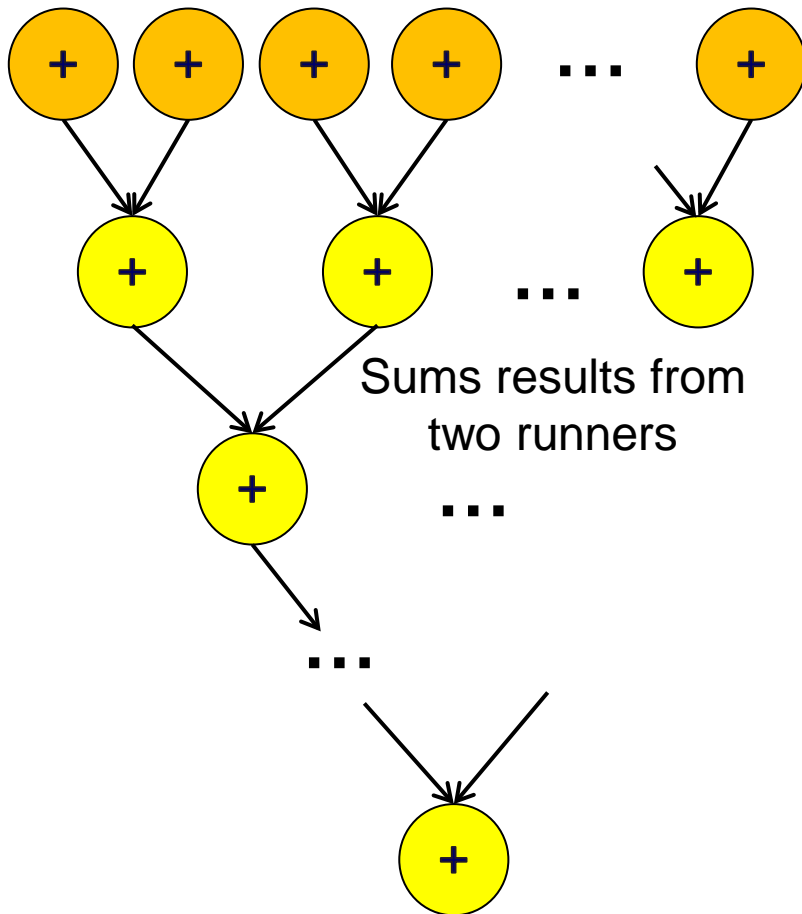 + + + + ... +
+ + ... +
Sums results from
two runners
+ ...
...
+